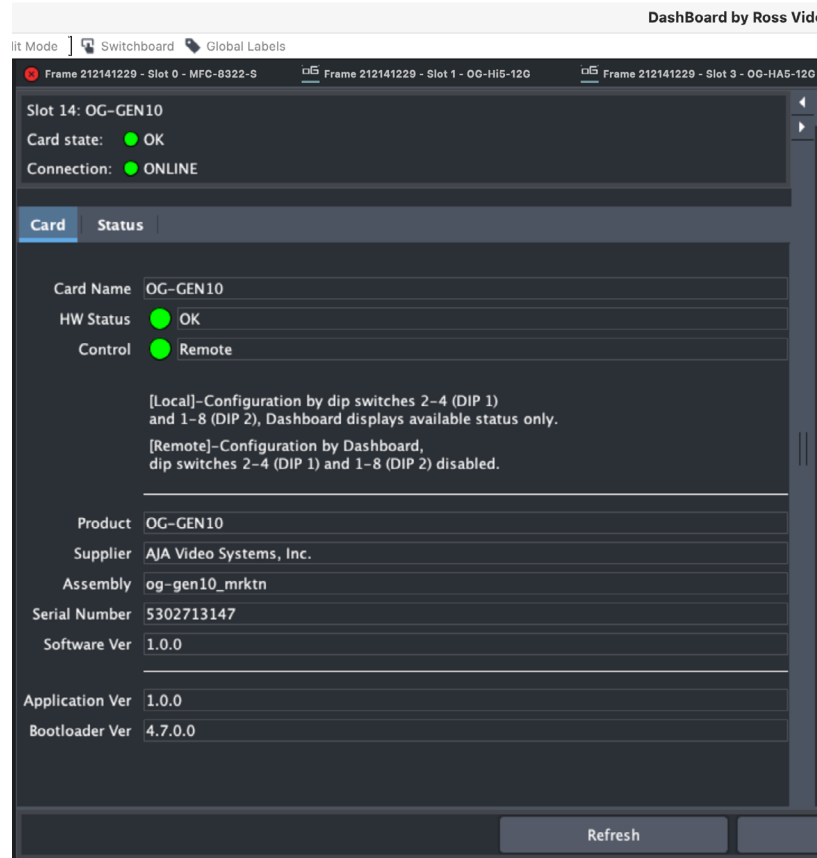 DashBoard by Ross Vide
lit Mode ] Switchboard Global Labels
Frame 212141229 - Slot 0 - MFC-8322-S
OG Frame 212141229 - Slot 1 - OG-Hi5-12G
OG Frame 212141229 - Slot 3 - OG-HA5-12G
Slot 14: OG-GEN10
Card state: OK
Connection: ONLINE
Card Status
Card Name OG-GEN10
HW Status OK
Control Remote
[Local]-Configuration by dip switches 2-4 (DIP 1)
and 1-8 (DIP 2), Dashboard displays available status only.
[Remote]-Configuration by Dashboard,
dip switches 2-4 (DIP 1) and 1-8 (DIP 2) disabled.
Product OG-GEN10
Supplier AJA Video Systems, Inc.
Assembly og-gen10_mrktn
Serial Number 5302713147
Software Ver 1.0.0
Application Ver 1.0.0
Bootloader Ver 4.7.0.0
Refresh